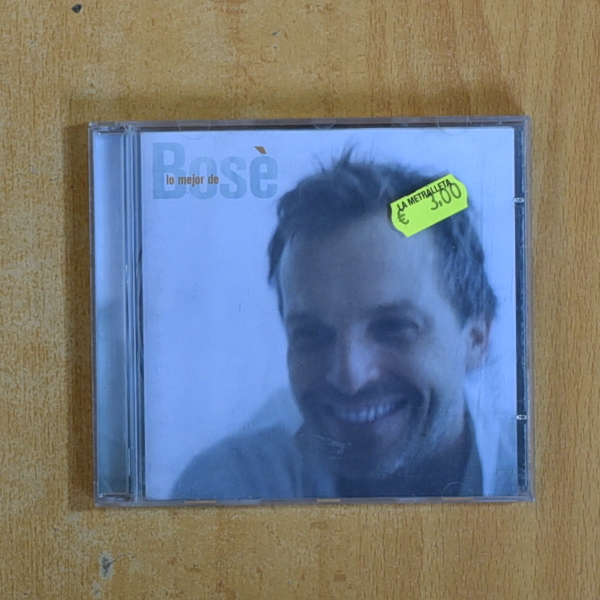 Bosè
lo mejor de
LA METRALLETA
€ 3,00